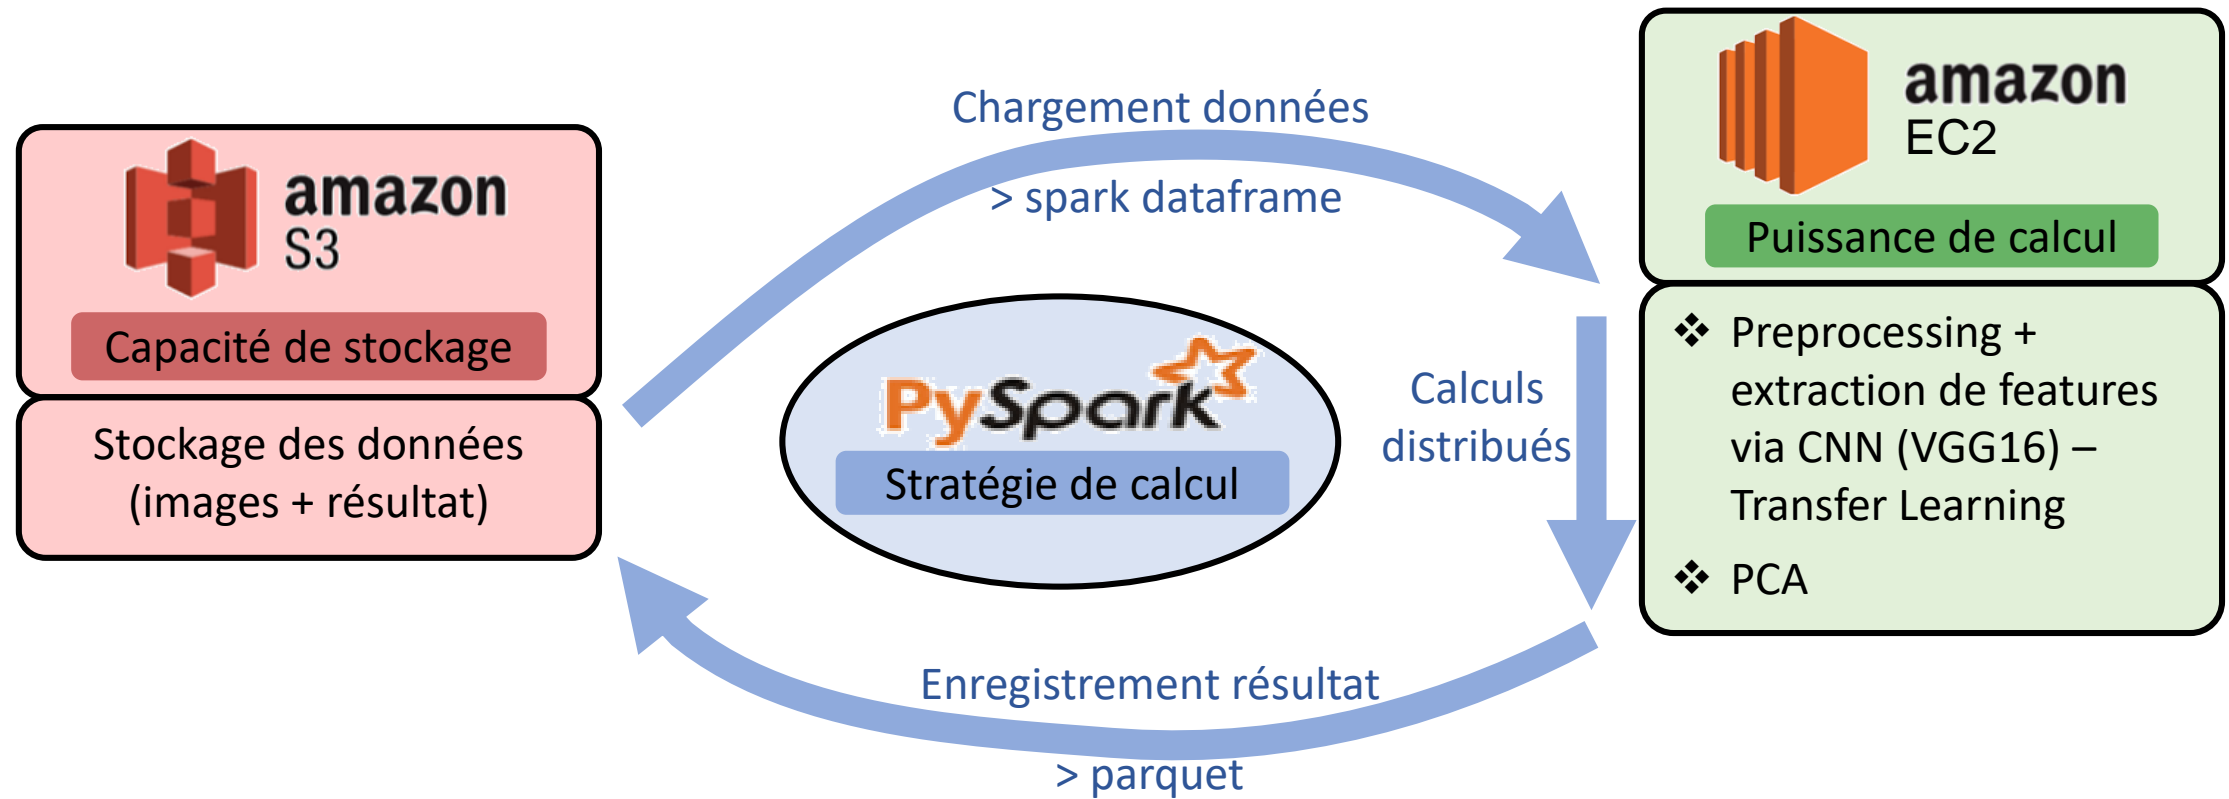 amazon
S3
Capacité de stockage
Stockage des données
(images + résultat)
Chargement données
> spark dataframe
PySpark
Stratégie de calcul
Calculs
distribués
Enregistrement résultat
> parquet
amazon
EC2
Puissance de calcul
❖ Preprocessing +
extraction de features
via CNN (VGG16) –
Transfer Learning
❖ PCA